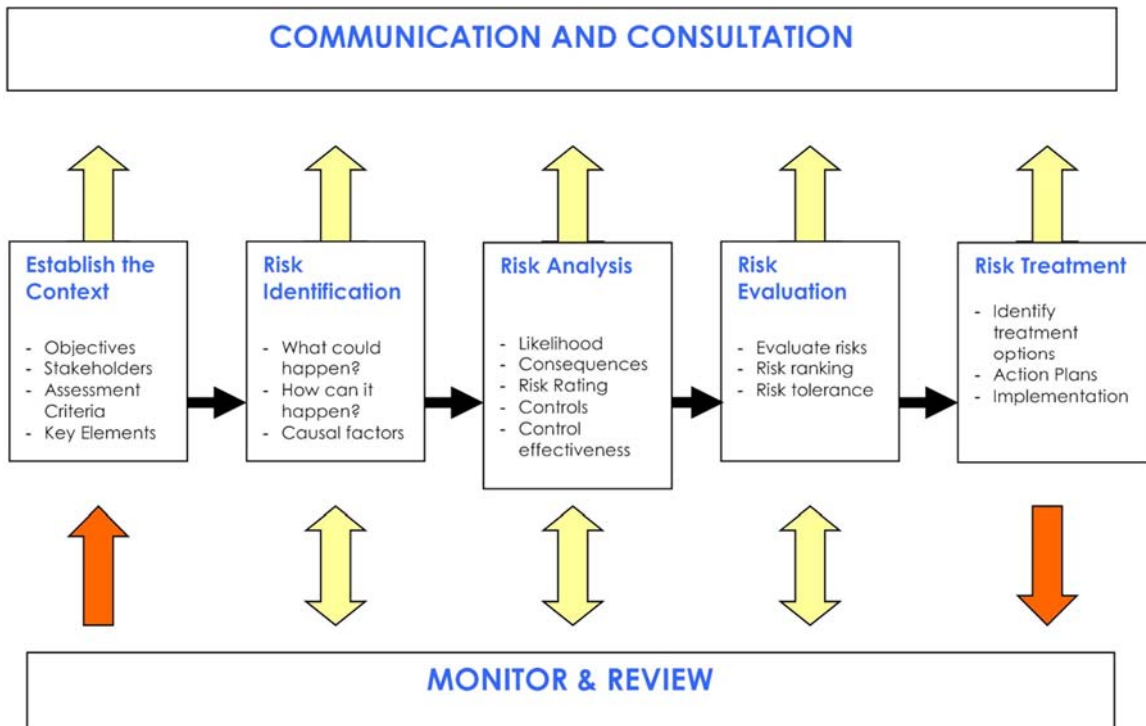 COMMUNICATION AND CONSULTATION
Establish the
Context
- Objectives
- Stakeholders
- Assessment
Criteria
- Key Elements
Risk
Identification
- What could
happen?
- How can it
happen?
- Causal factors
Risk Analysis
- Likelihood
- Consequences
- Risk Rating
- Controls
- Control
effectiveness
Risk
Evaluation
- Evaluate risks
- Risk ranking
- Risk tolerance
Risk Treatment
- Identify
treatment
options
- Action Plans
- Implementation
MONITOR & REVIEW